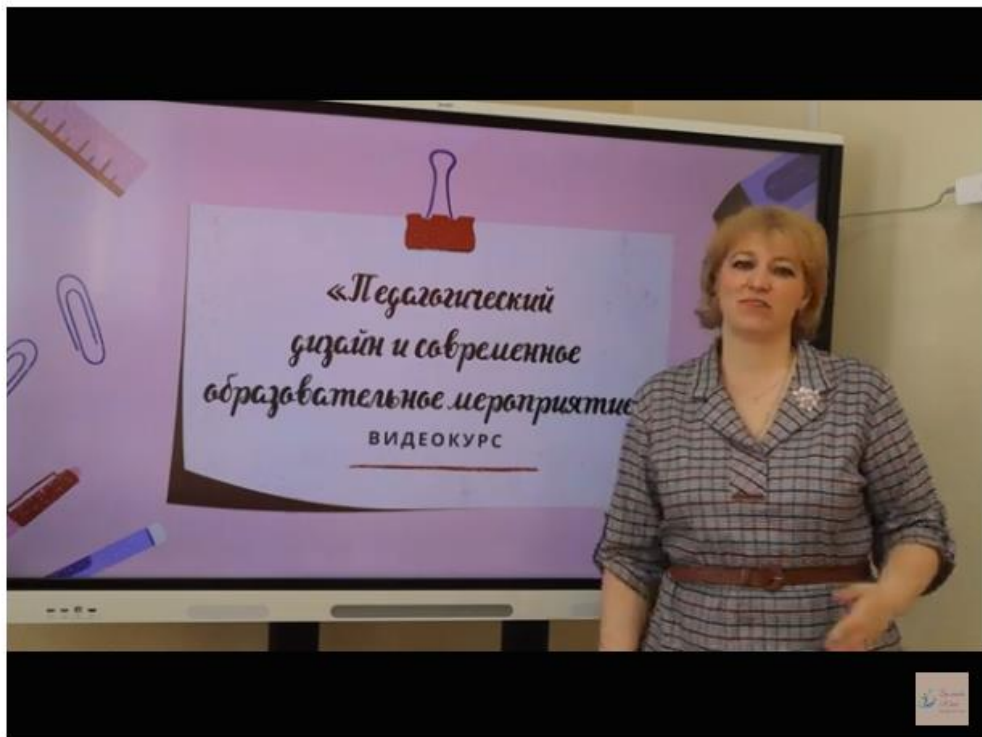 «Педагогический
дизайн и современное
образовательное мероприятие
ВИДЕОКУРС